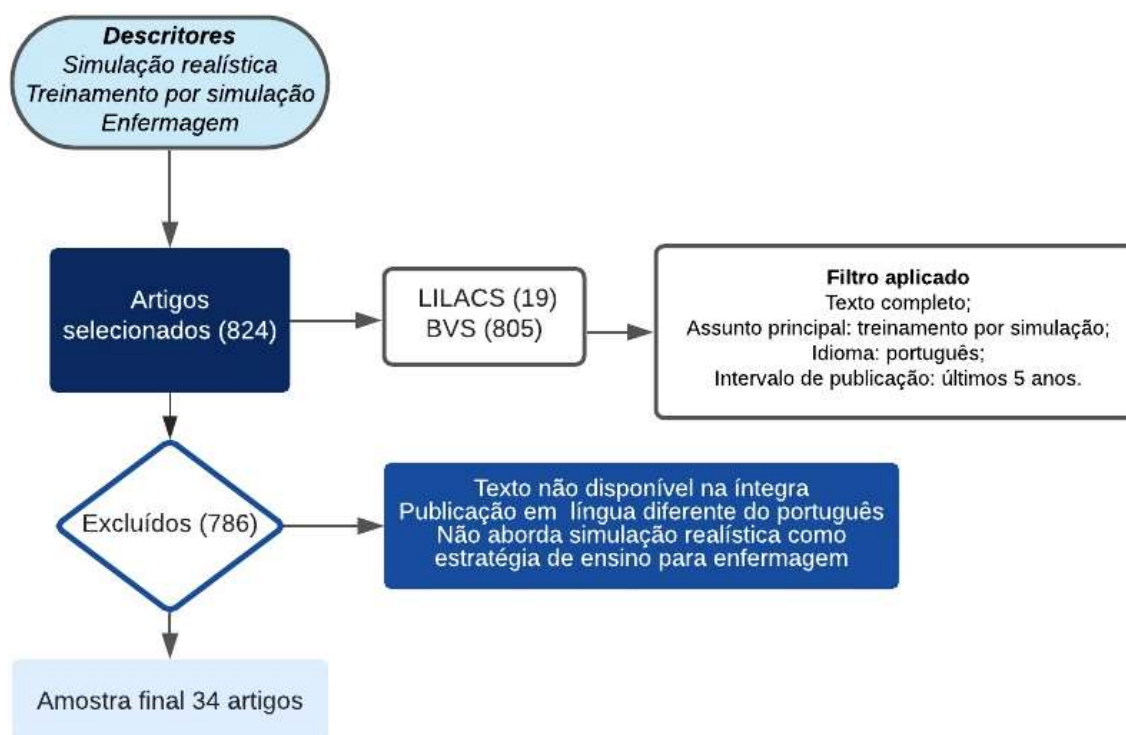 Descritores
Simulação realística
Treinamento por simulação
Enfermagem
Artigos
selecionados (824)
LILACS (19)
BVS (805)
Filtro aplicado
Texto completo;
Assunto principal: treinamento por simulação;
Idioma: português;
Intervalo de publicação: últimos 5 anos.
Excluídos (786)
Texto não disponível na íntegra
Publicação em língua diferente do português
Não aborda simulação realística como
estratégia de ensino para enfermagem
Amostra final 34 artigos